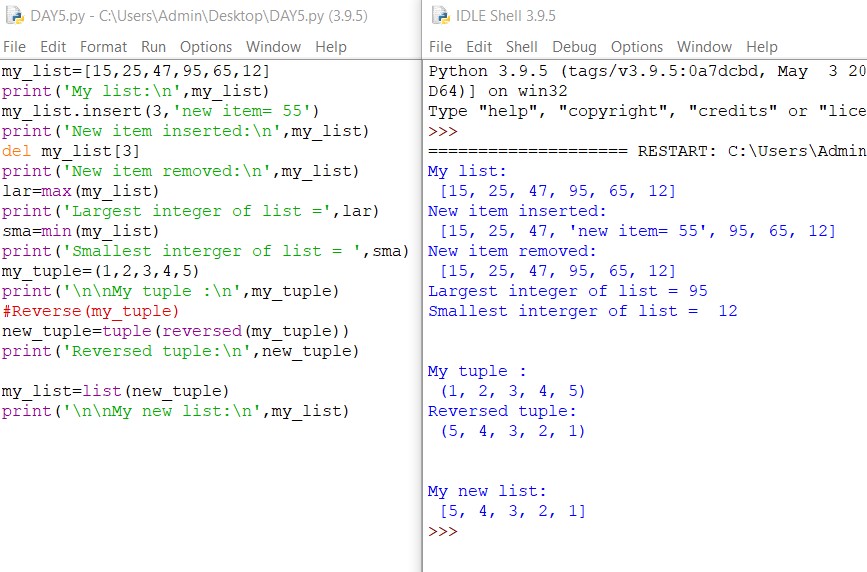 DAY5.py - C:\Users\Admin\Desktop\DAY5.py (3.9.5)
File Edit Format Run Options Window Help
my_list=[15,25,47,95,65,12]
print('My list:\n',my_list)
my_list.insert(3,'new item= 55')
print('New item inserted:\n',my_list)
del my_list[3]
print('New item removed:\n',my_list)
lar=max(my_list)
print('Largest integer of list =',lar)
sma=min(my_list)
print('Smallest interger of list = ',sma)
my_tuple=(1,2,3,4,5)
print('\n\nMy tuple :\n',my_tuple)
#Reverse(my_tuple)
new_tuple=tuple(reversed(my_tuple))
print('Reversed tuple:\n',new_tuple)
my_list=list(new_tuple)
print('\n\nMy new list:\n',my_list)
IDLE Shell 3.9.5
File Edit Shell Debug Options Window Help
Python 3.9.5 (tags/v3.9.5:0a7dcbd, May  3 20
D64)] on win32
Type "help", "copyright", "credits" or "lice
>>>
==================== RESTART: C:\Users\Admin
My list:
 [15, 25, 47, 95, 65, 12]
New item inserted:
 [15, 25, 47, 'new item= 55', 95, 65, 12]
New item removed:
 [15, 25, 47, 95, 65, 12]
Largest integer of list = 95
Smallest interger of list =  12
My tuple :
 (1, 2, 3, 4, 5)
Reversed tuple:
 (5, 4, 3, 2, 1)
My new list:
 [5, 4, 3, 2, 1]
>>>